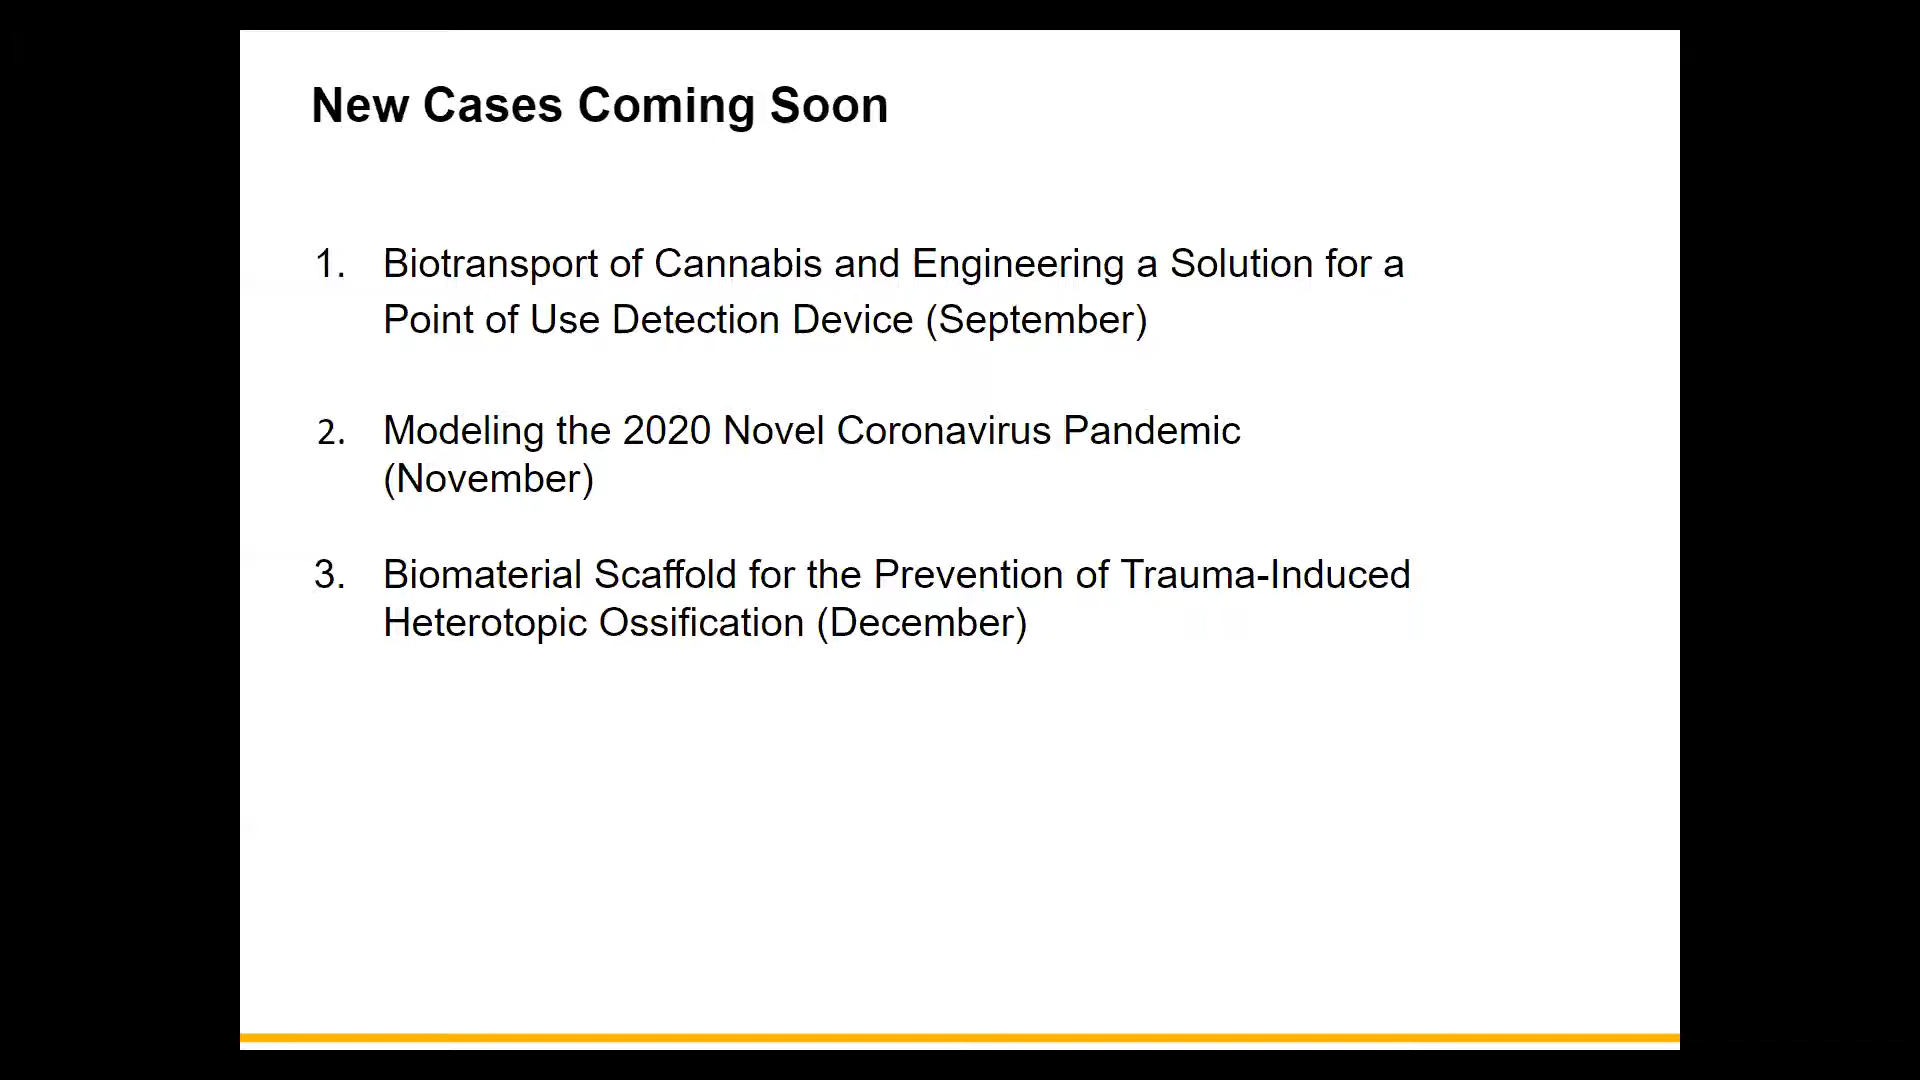 New Cases Coming Soon
1. Biotransport of Cannabis and Engineering a Solution for a
Point of Use Detection Device (September)
2. Modeling the 2020 Novel Coronavirus Pandemic
(November)
3. Biomaterial Scaffold for the Prevention of Trauma-Induced
Heterotopic Ossification (December)